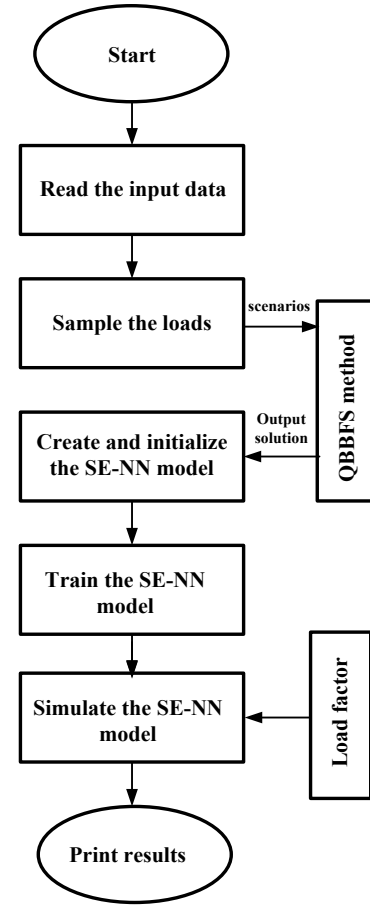 Start
Read the input data
Sample the loads
scenarios
QBBFS method
Output
solution
Create and initialize
the SE-NN model
Train the SE-NN
model
Simulate the SE-NN
model
Load factor
Print results